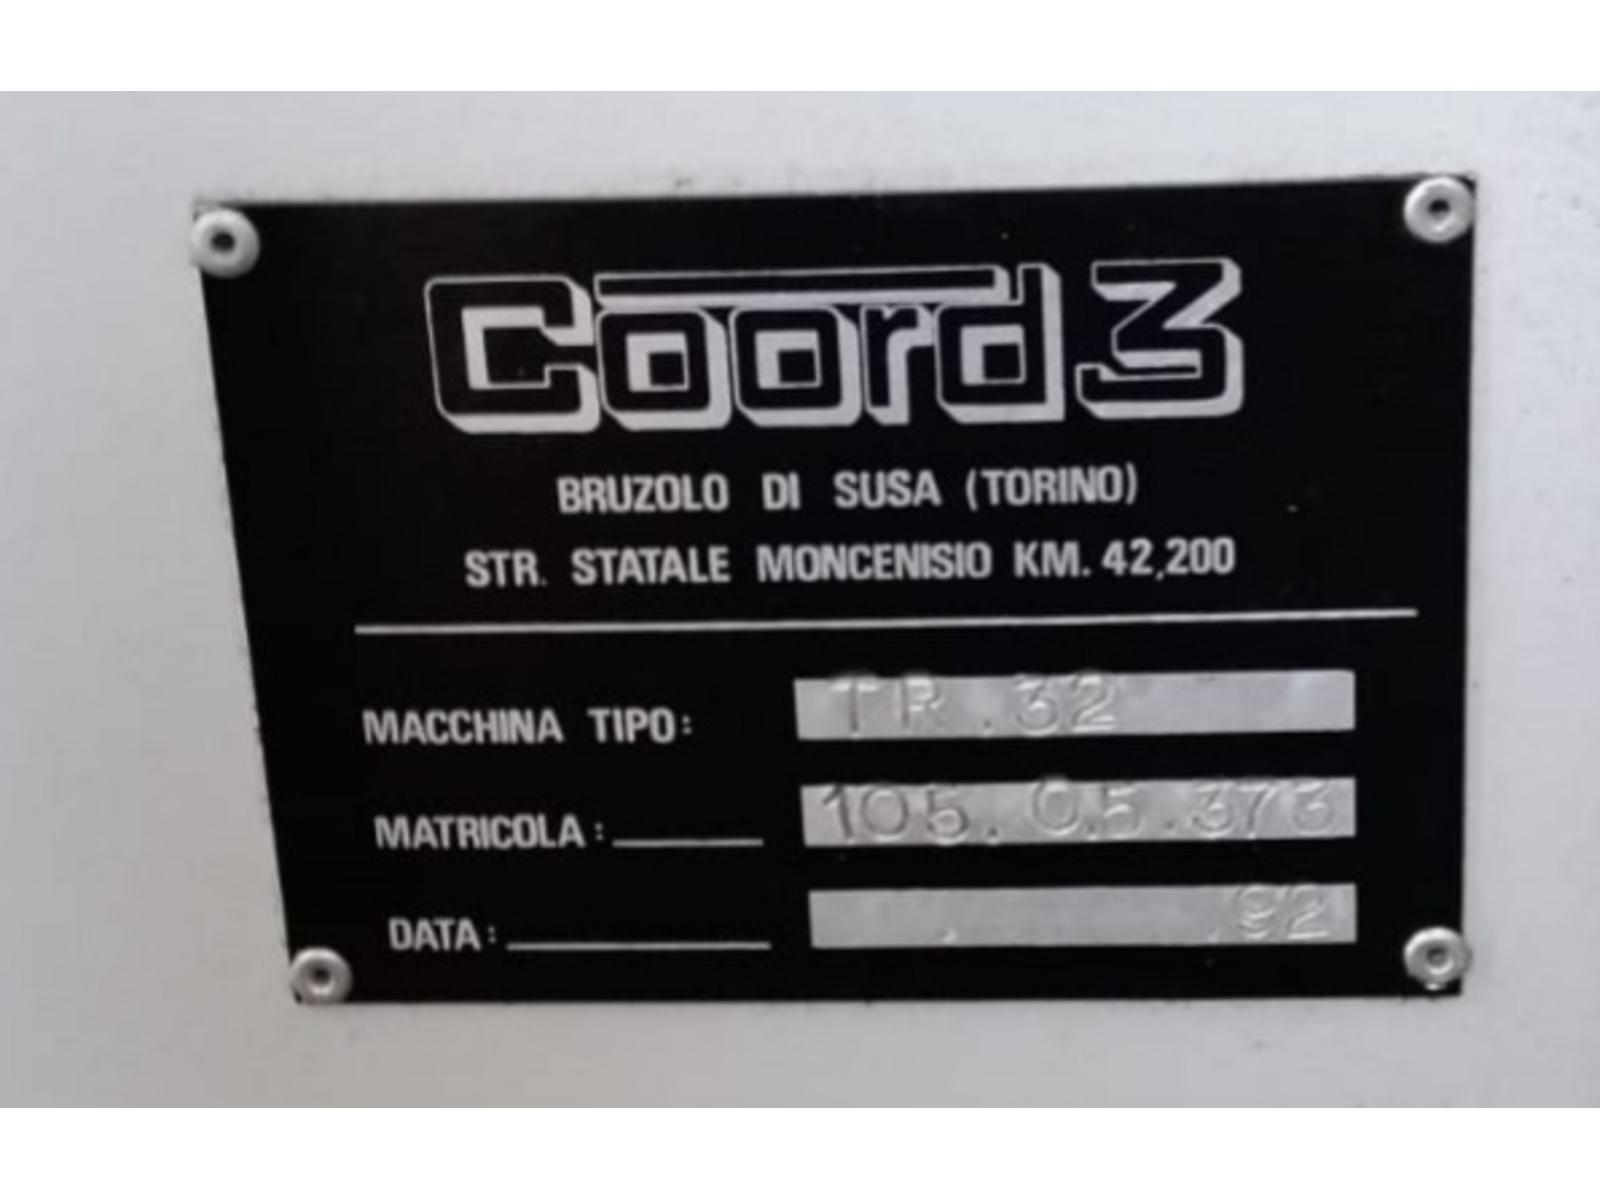 Coord3
BRUZOLO DI SUSA (TORINO)
STR. STATALE MONCENISIO KM. 42,200
MACCHINA TIPO: TR.32
MATRICOLA: 105.05.373
DATA: . .92